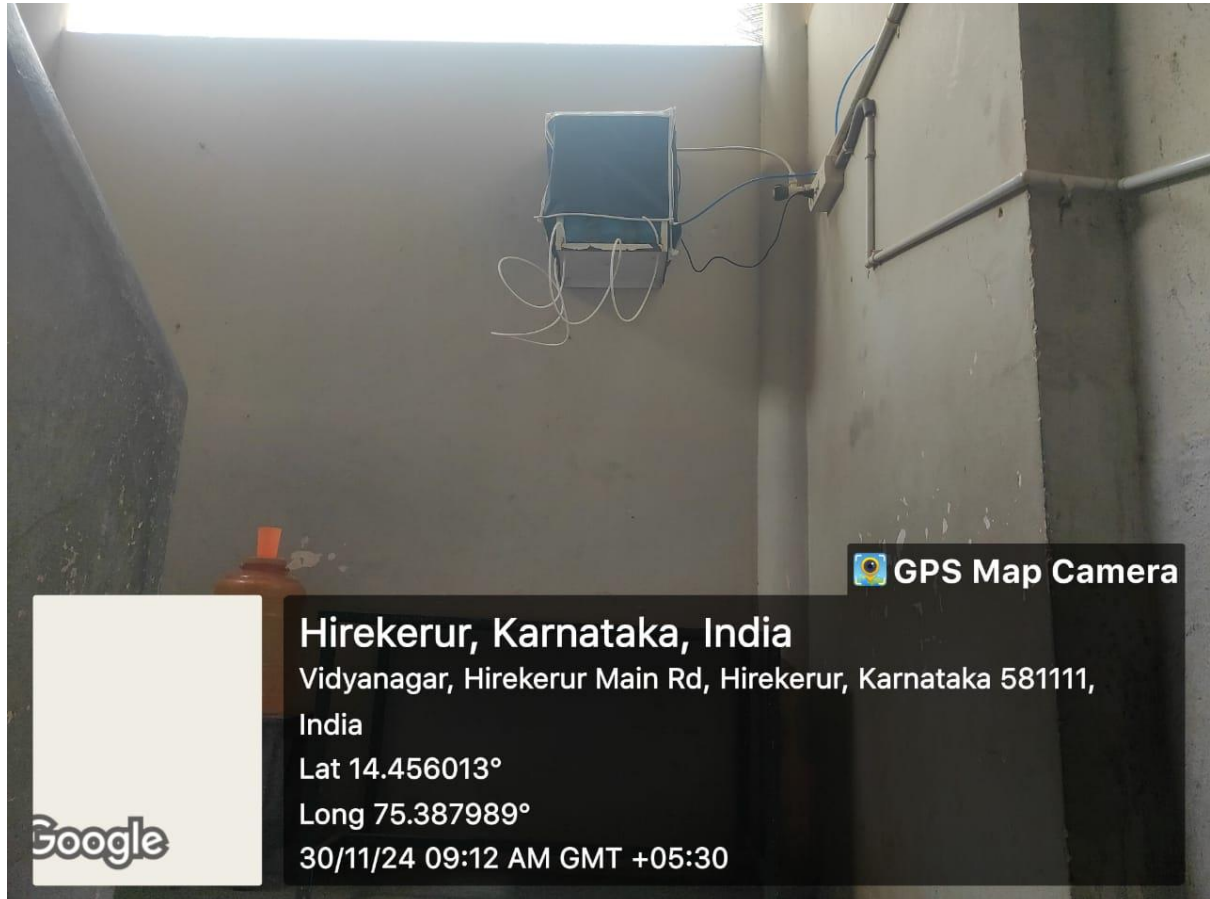 GPS Map Camera
Hirekerur, Karnataka, India
Vidyanagar, Hirekerur Main Rd, Hirekerur, Karnataka 581111,
India
Lat 14.456013°
Long 75.387989°
30/11/24 09:12 AM GMT +05:30
Google